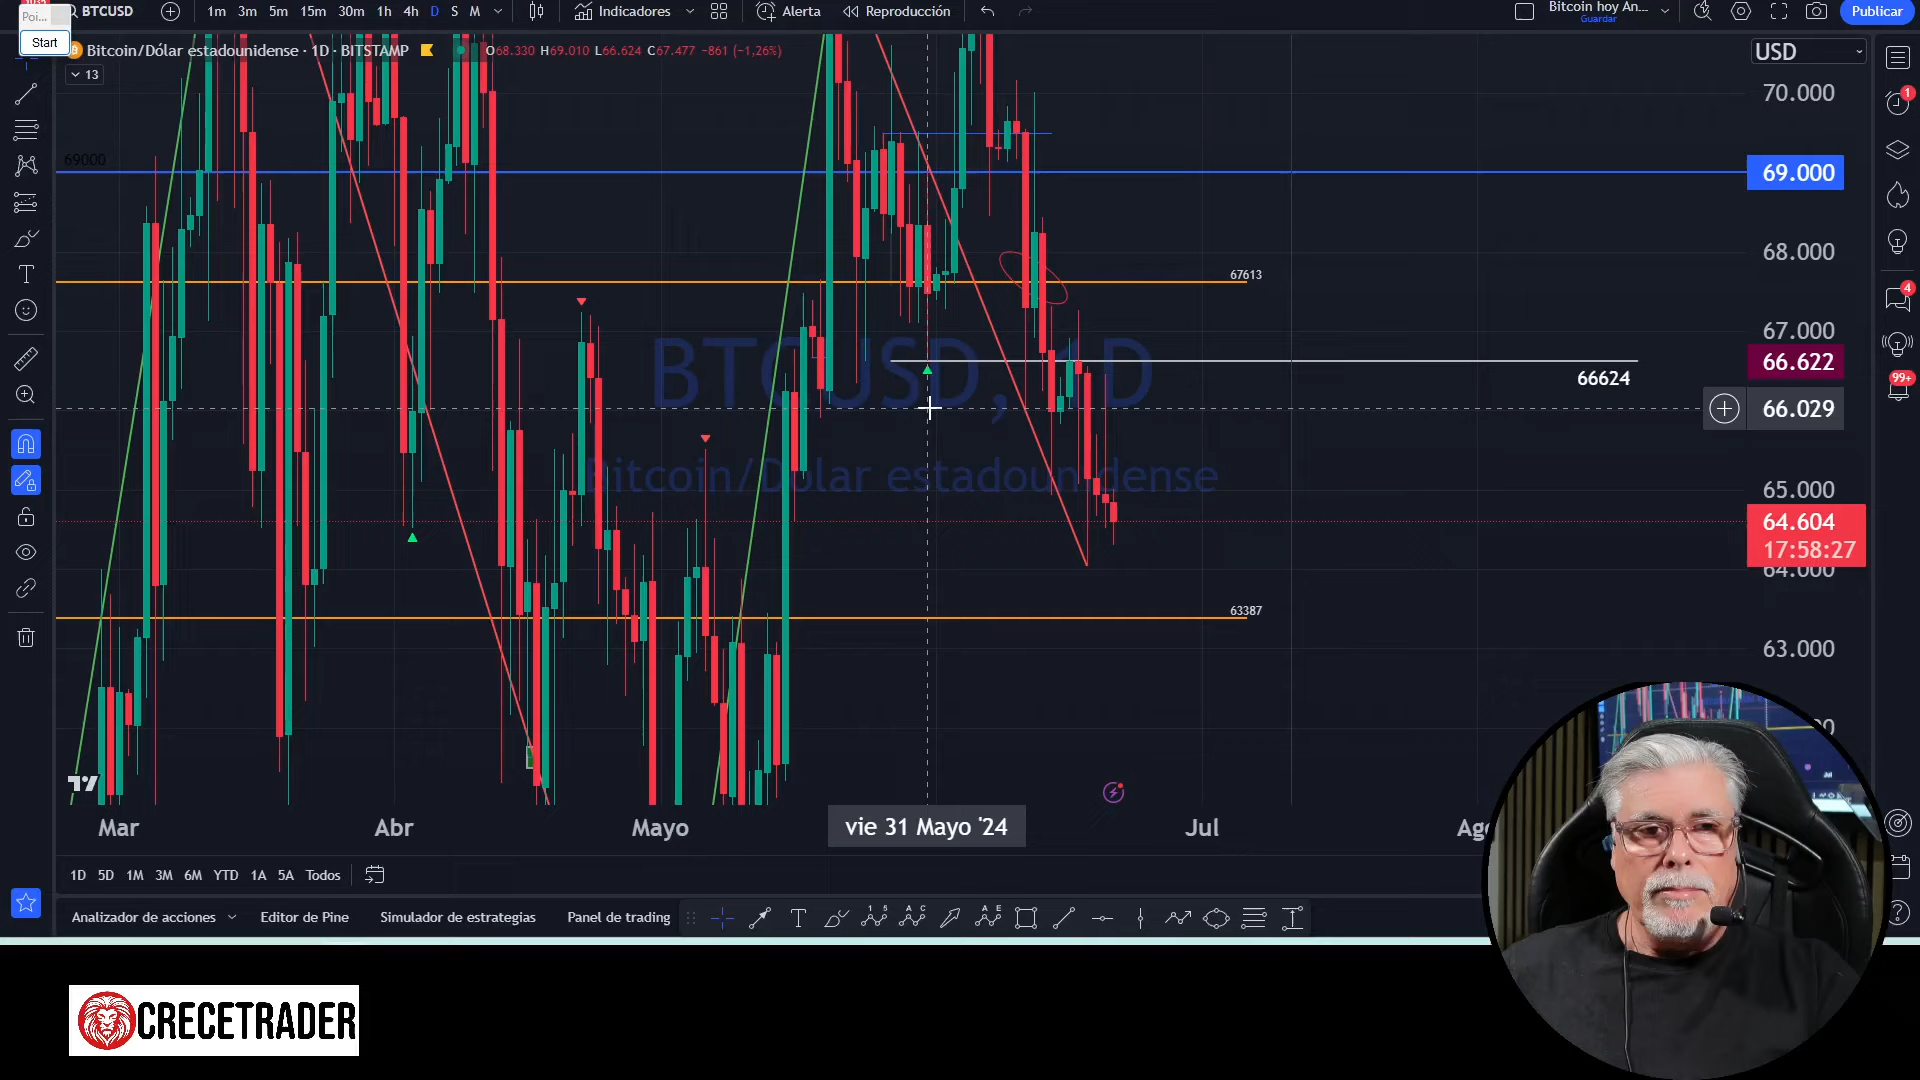 Poi...
Start
BTCUSD
1m 3m 5m 15m 30m 1h 4h D S M
Indicadores
Alerta
Reproducción
Bitcoin hoy An...
Guardar
Publicar
Bitcoin/Dólar estadounidense · 1D · BITSTAMP
O68.330 H69.010 L66.624 C67.477 -861 (-1,26%)
USD
13
70.000
1
69000
69.000
68.000
67613
4
67.000
BTCUSD, 1D
66.622
66624
99+
66.029
Bitcoin/Dólar estadounidense
65.000
64.604
17:58:27
64.000
63387
63.000
Mar
Abr
Mayo
vie 31 Mayo '24
Jul
1D 5D 1M 3M 6M YTD 1A 5A Todos
Analizador de acciones
Editor de Pine
Simulador de estrategias
Panel de trading
CRECETRADER